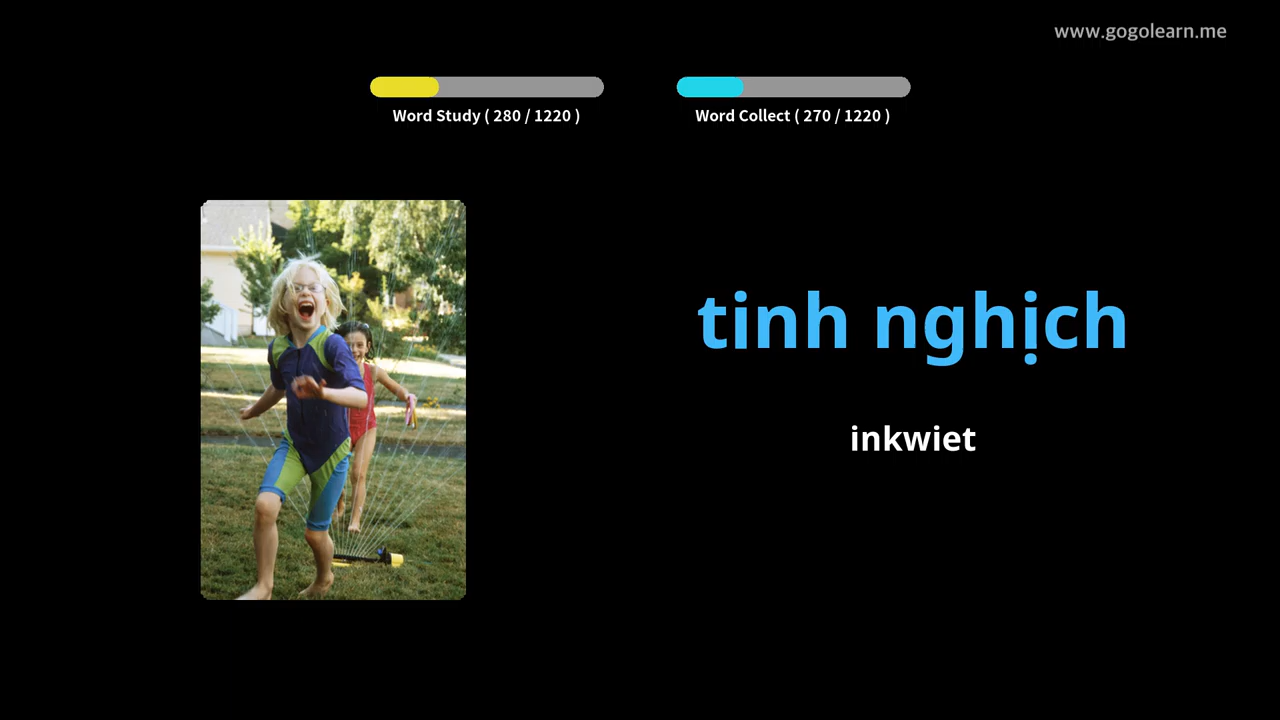 www.gogolearn.me
Word Study ( 280 / 1220 )
Word Collect ( 270 / 1220 )
tinh nghịch
inkwiet